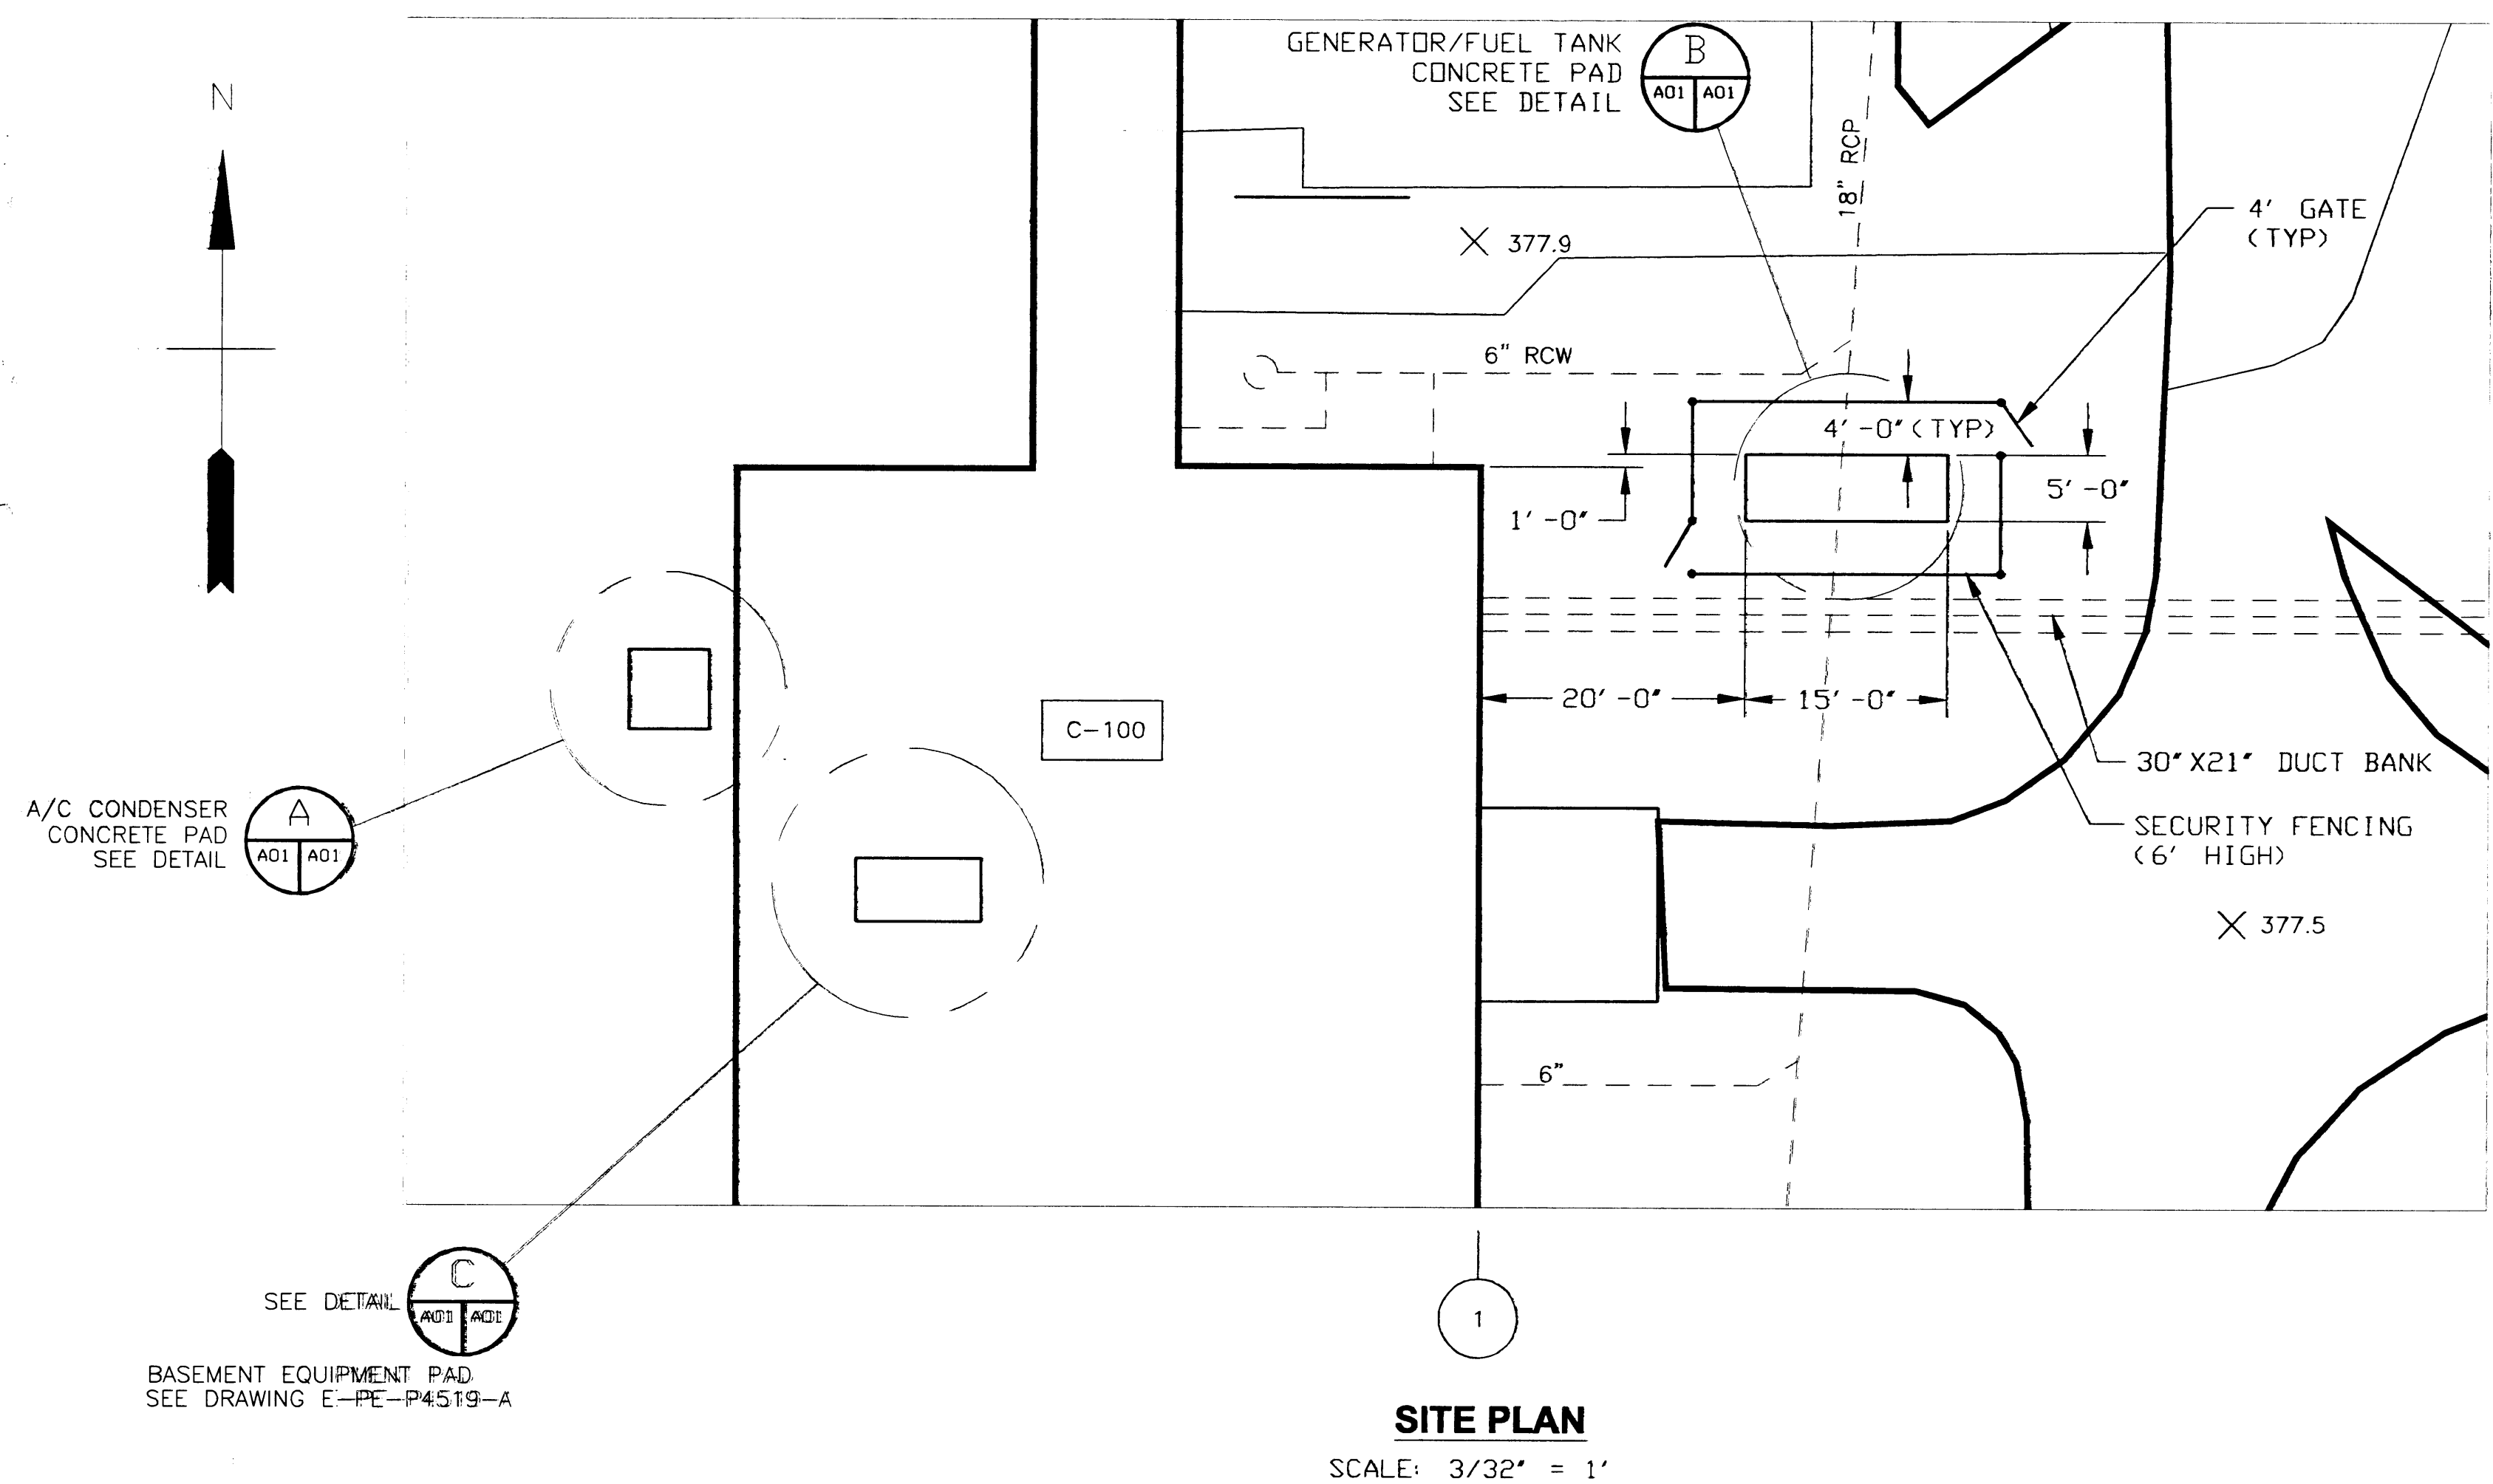 N
GENERATOR/FUEL TANK
CONCRETE PAD
SEE DETAIL
B
A01 A01
18" RCP
4' GATE
(TYP)
377.9
6" RCW
4'-0"(TYP)
5'-0"
1'-0"
20'-0"
15'-0"
C-100
30"X21" DUCT BANK
SECURITY FENCING
(6' HIGH)
377.5
A/C CONDENSER
CONCRETE PAD
SEE DETAIL
A
A01 A01
6"
SEE DETAIL
C
A01 A01
BASEMENT EQUIPMENT PAD
SEE DRAWING E-PE-P4519-A
1
SITE PLAN
SCALE: 3/32" = 1'